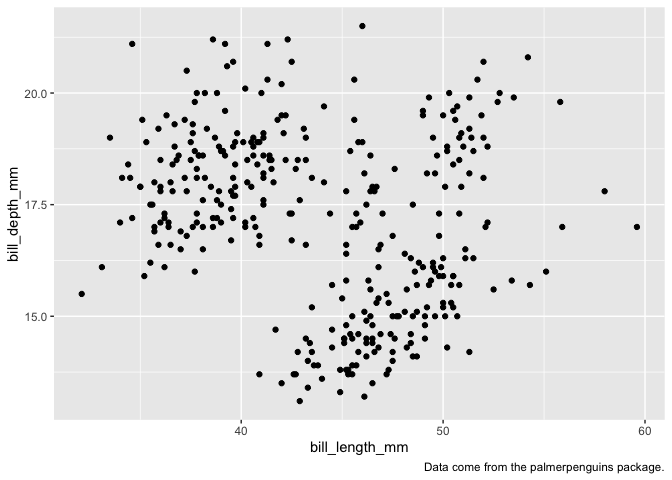 20.0
17.5
15.0
bill_depth_mm
40
50
60
bill_length_mm
Data come from the palmerpenguins package.